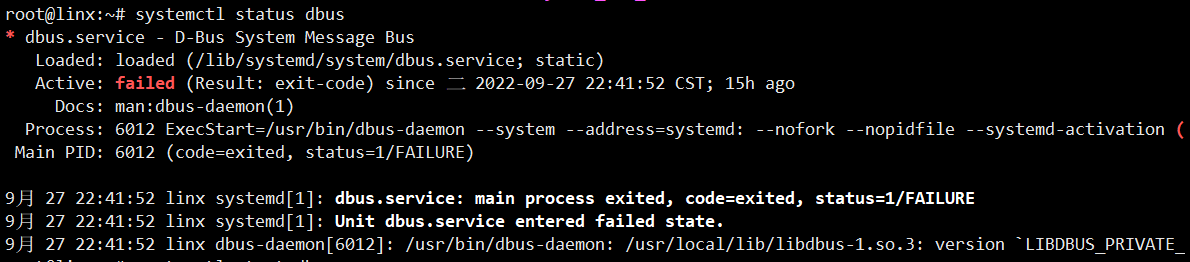 root@linx:~# systemctl status dbus
* dbus.service - D-Bus System Message Bus
   Loaded: loaded (/lib/systemd/system/dbus.service; static)
   Active: failed (Result: exit-code) since 二 2022-09-27 22:41:52 CST; 15h ago
     Docs: man:dbus-daemon(1)
  Process: 6012 ExecStart=/usr/bin/dbus-daemon --system --address=systemd: --nofork --nopidfile --systemd-activation (
 Main PID: 6012 (code=exited, status=1/FAILURE)
9月 27 22:41:52 linx systemd[1]: dbus.service: main process exited, code=exited, status=1/FAILURE
9月 27 22:41:52 linx systemd[1]: Unit dbus.service entered failed state.
9月 27 22:41:52 linx dbus-daemon[6012]: /usr/bin/dbus-daemon: /usr/local/lib/libdbus-1.so.3: version `LIBDBUS_PRIVATE_